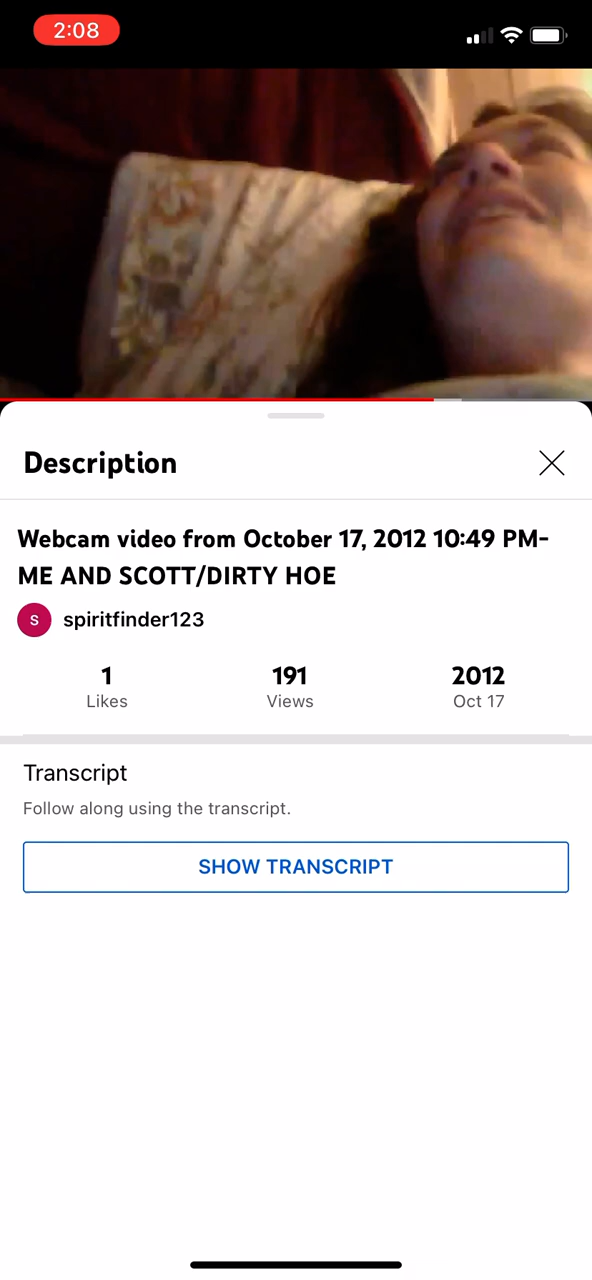 2:08
Description
Webcam video from October 17, 2012 10:49 PM-
ME AND SCOTT/DIRTY HOE
S spiritfinder123
1 191 2012
Likes Views Oct 17
Transcript
Follow along using the transcript.
SHOW TRANSCRIPT